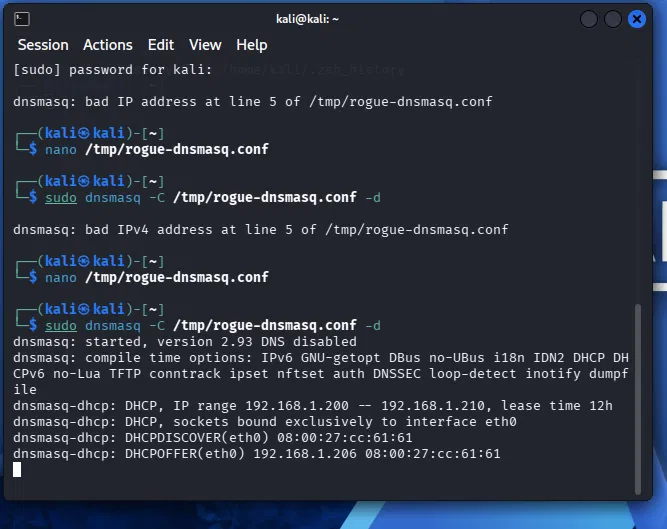 kali@kali: ~
Session Actions Edit View Help
[sudo] password for kali:
dnsmasq: bad IP address at line 5 of /tmp/rogue-dnsmasq.conf
┌──(kali㉿kali)-[~]
└─$ nano /tmp/rogue-dnsmasq.conf
┌──(kali㉿kali)-[~]
└─$ sudo dnsmasq -C /tmp/rogue-dnsmasq.conf -d
dnsmasq: bad IPv4 address at line 5 of /tmp/rogue-dnsmasq.conf
┌──(kali㉿kali)-[~]
└─$ nano /tmp/rogue-dnsmasq.conf
┌──(kali㉿kali)-[~]
└─$ sudo dnsmasq -C /tmp/rogue-dnsmasq.conf -d
dnsmasq: started, version 2.93 DNS disabled
dnsmasq: compile time options: IPv6 GNU-getopt DBus no-UBus i18n IDN2 DHCP DH
CPv6 no-Lua TFTP conntrack ipset nftset auth DNSSEC loop-detect inotify dumpf
ile
dnsmasq-dhcp: DHCP, IP range 192.168.1.200 -- 192.168.1.210, lease time 12h
dnsmasq-dhcp: DHCP, sockets bound exclusively to interface eth0
dnsmasq-dhcp: DHCPDISCOVER(eth0) 08:00:27:cc:61:61
dnsmasq-dhcp: DHCPOFFER(eth0) 192.168.1.206 08:00:27:cc:61:61